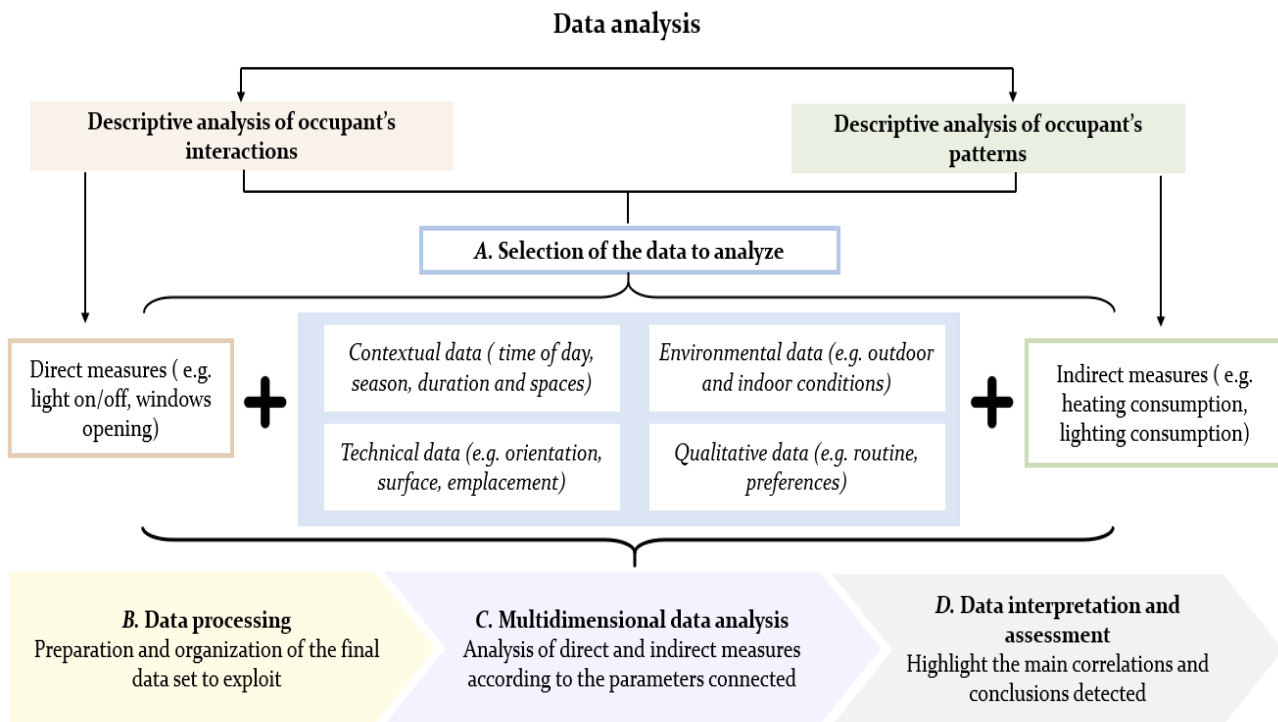 Data analysis
Descriptive analysis of occupant's
interactions
Descriptive analysis of occupant's
patterns
A. Selection of the data to analyze
Direct measures ( e.g.
light on/off, windows
opening)
Contextual data ( time of day,
season, duration and spaces)
Environmental data (e.g. outdoor
and indoor conditions)
Technical data (e.g. orientation,
surface, emplacement)
Qualitative data (e.g. routine,
preferences)
Indirect measures ( e.g.
heating consumption,
lighting consumption)
B. Data processing
Preparation and organization of the final
data set to exploit
C. Multidimensional data analysis
Analysis of direct and indirect measures
according to the parameters connected
D. Data interpretation and
assessment
Highlight the main correlations and
conclusions detected